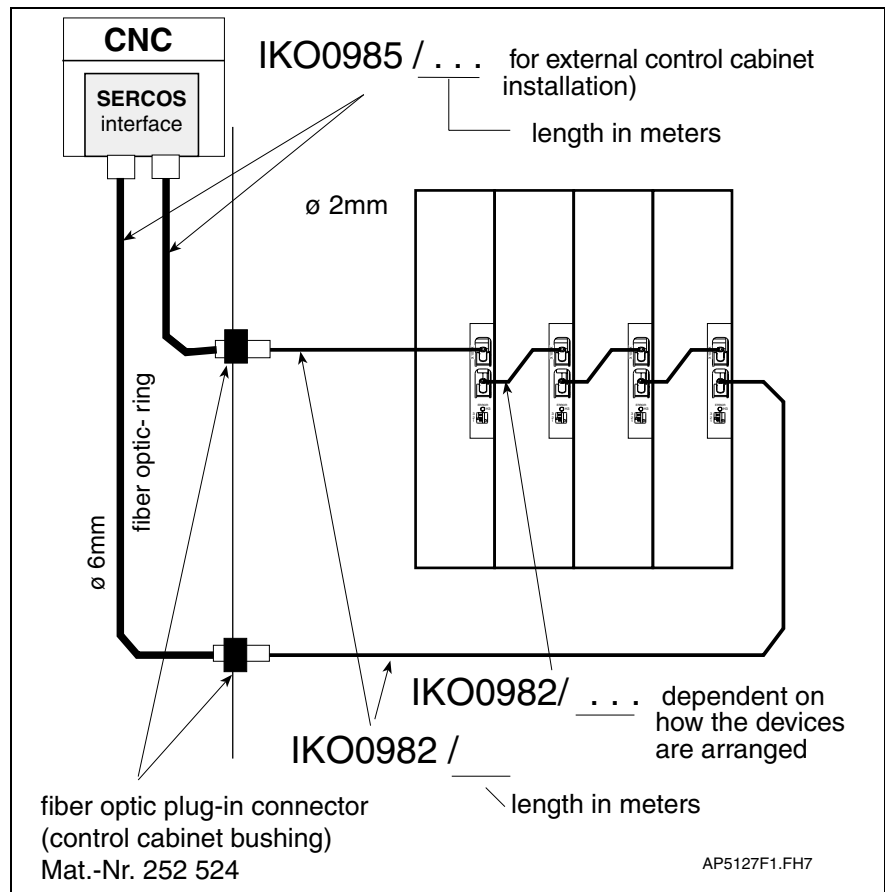 CNC
SERCOS
interface
IKO0985 / . . . for external control cabinet
installation)
length in meters
ø 2mm
fiber optic- ring
ø 6mm
IKO0982/ . . . dependent on
how the devices
are arranged
IKO0982 /
length in meters
fiber optic plug-in connector
(control cabinet bushing)
Mat.-Nr. 252 524
AP5127F1.FH7